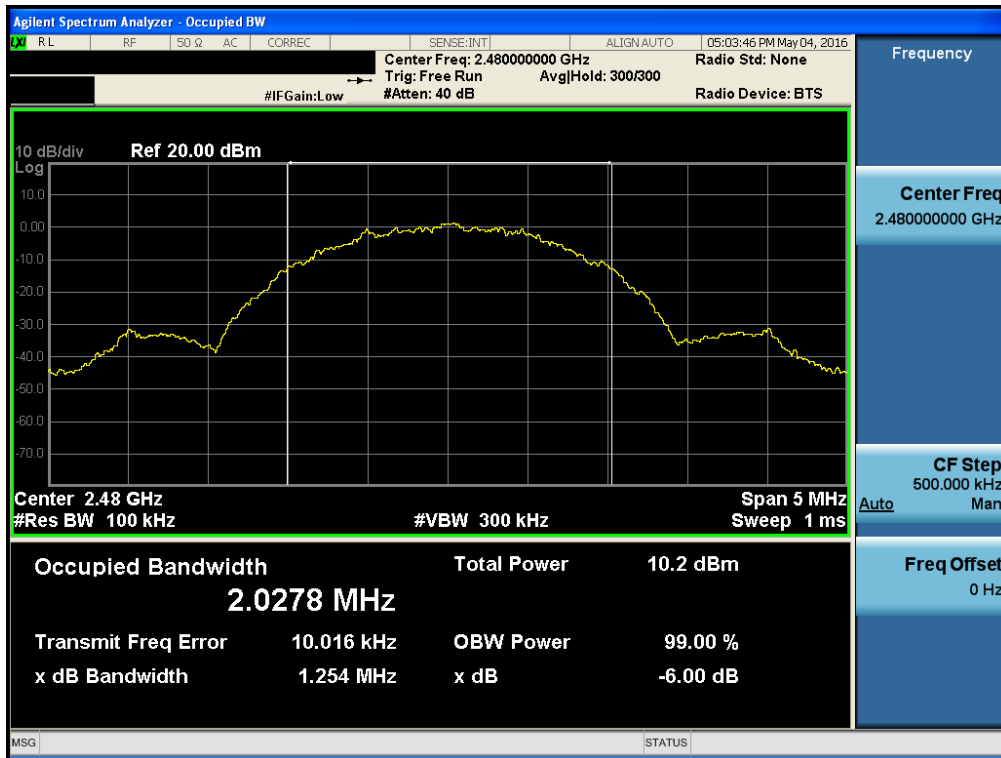 Agilent Spectrum Analyzer - Occupied BW
LXI RL RF 50 Ω AC CORREC SENSE:INT ALIGN AUTO 05:03:46 PM May 04, 2016
Center Freq: 2.480000000 GHz Radio Std: None
Trig: Free Run Avg|Hold: 300/300
#IFGain:Low #Atten: 40 dB Radio Device: BTS
Frequency
10 dB/div Ref 20.00 dBm
Log
10.0
0.00
-10.0
-20.0
-30.0
-40.0
-50.0
-60.0
-70.0
Center 2.48 GHz Span 5 MHz
#Res BW 100 kHz #VBW 300 kHz Sweep 1 ms
Center Freq
2.480000000 GHz
CF Step
500.000 kHz
Auto Man
Freq Offset
0 Hz
Occupied Bandwidth Total Power 10.2 dBm
2.0278 MHz
Transmit Freq Error 10.016 kHz OBW Power 99.00 %
x dB Bandwidth 1.254 MHz x dB -6.00 dB
MSG STATUS